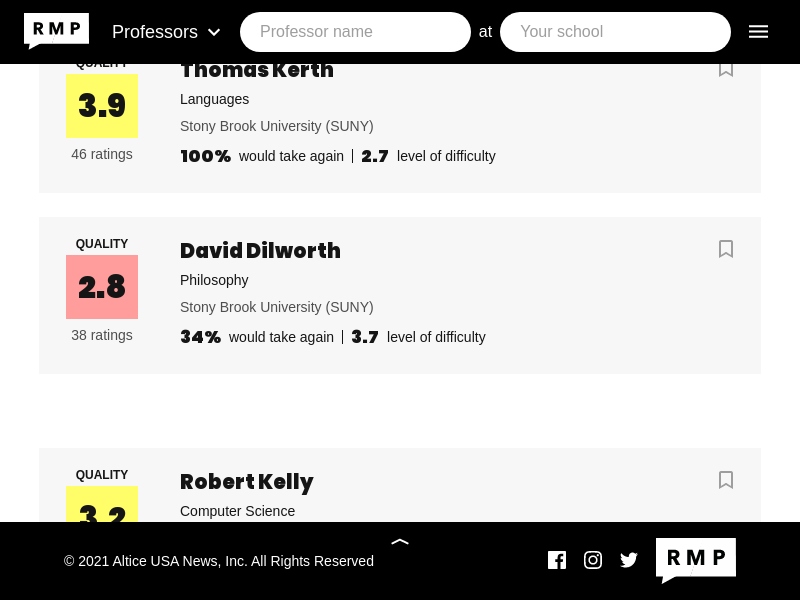 RMP Professors Professor name at Your school
QUALITY Thomas Kerth
3.9
Languages
Stony Brook University (SUNY)
46 ratings
100% would take again | 2.7 level of difficulty
QUALITY
David Dilworth
2.8
Philosophy
Stony Brook University (SUNY)
38 ratings
34% would take again | 3.7 level of difficulty
QUALITY
Robert Kelly
3.2
Computer Science
© 2021 Altice USA News, Inc. All Rights Reserved
RMP